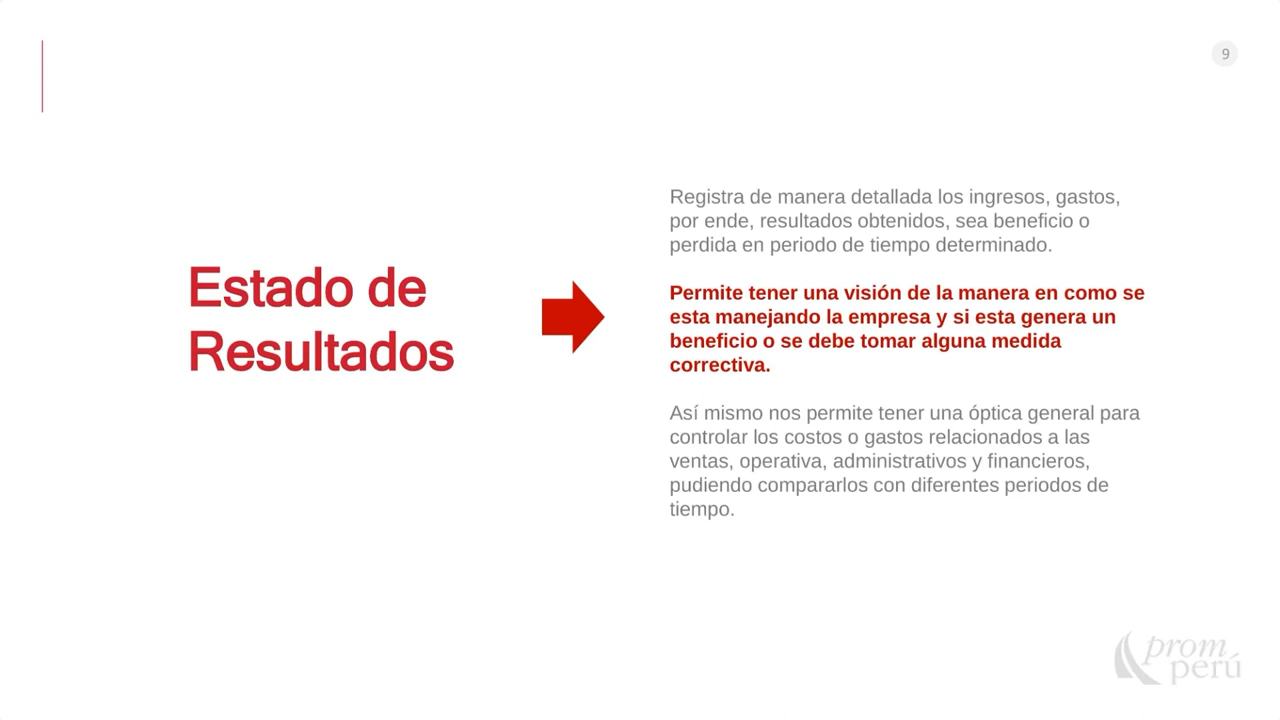 9
Estado de
Resultados
Registra de manera detallada los ingresos, gastos,
por ende, resultados obtenidos, sea beneficio o
perdida en periodo de tiempo determinado.
Permite tener una visión de la manera en como se
esta manejando la empresa y si esta genera un
beneficio o se debe tomar alguna medida
correctiva.
Así mismo nos permite tener una óptica general para
controlar los costos o gastos relacionados a las
ventas, operativa, administrativos y financieros,
pudiendo compararlos con diferentes periodos de
tiempo.
prom
perú